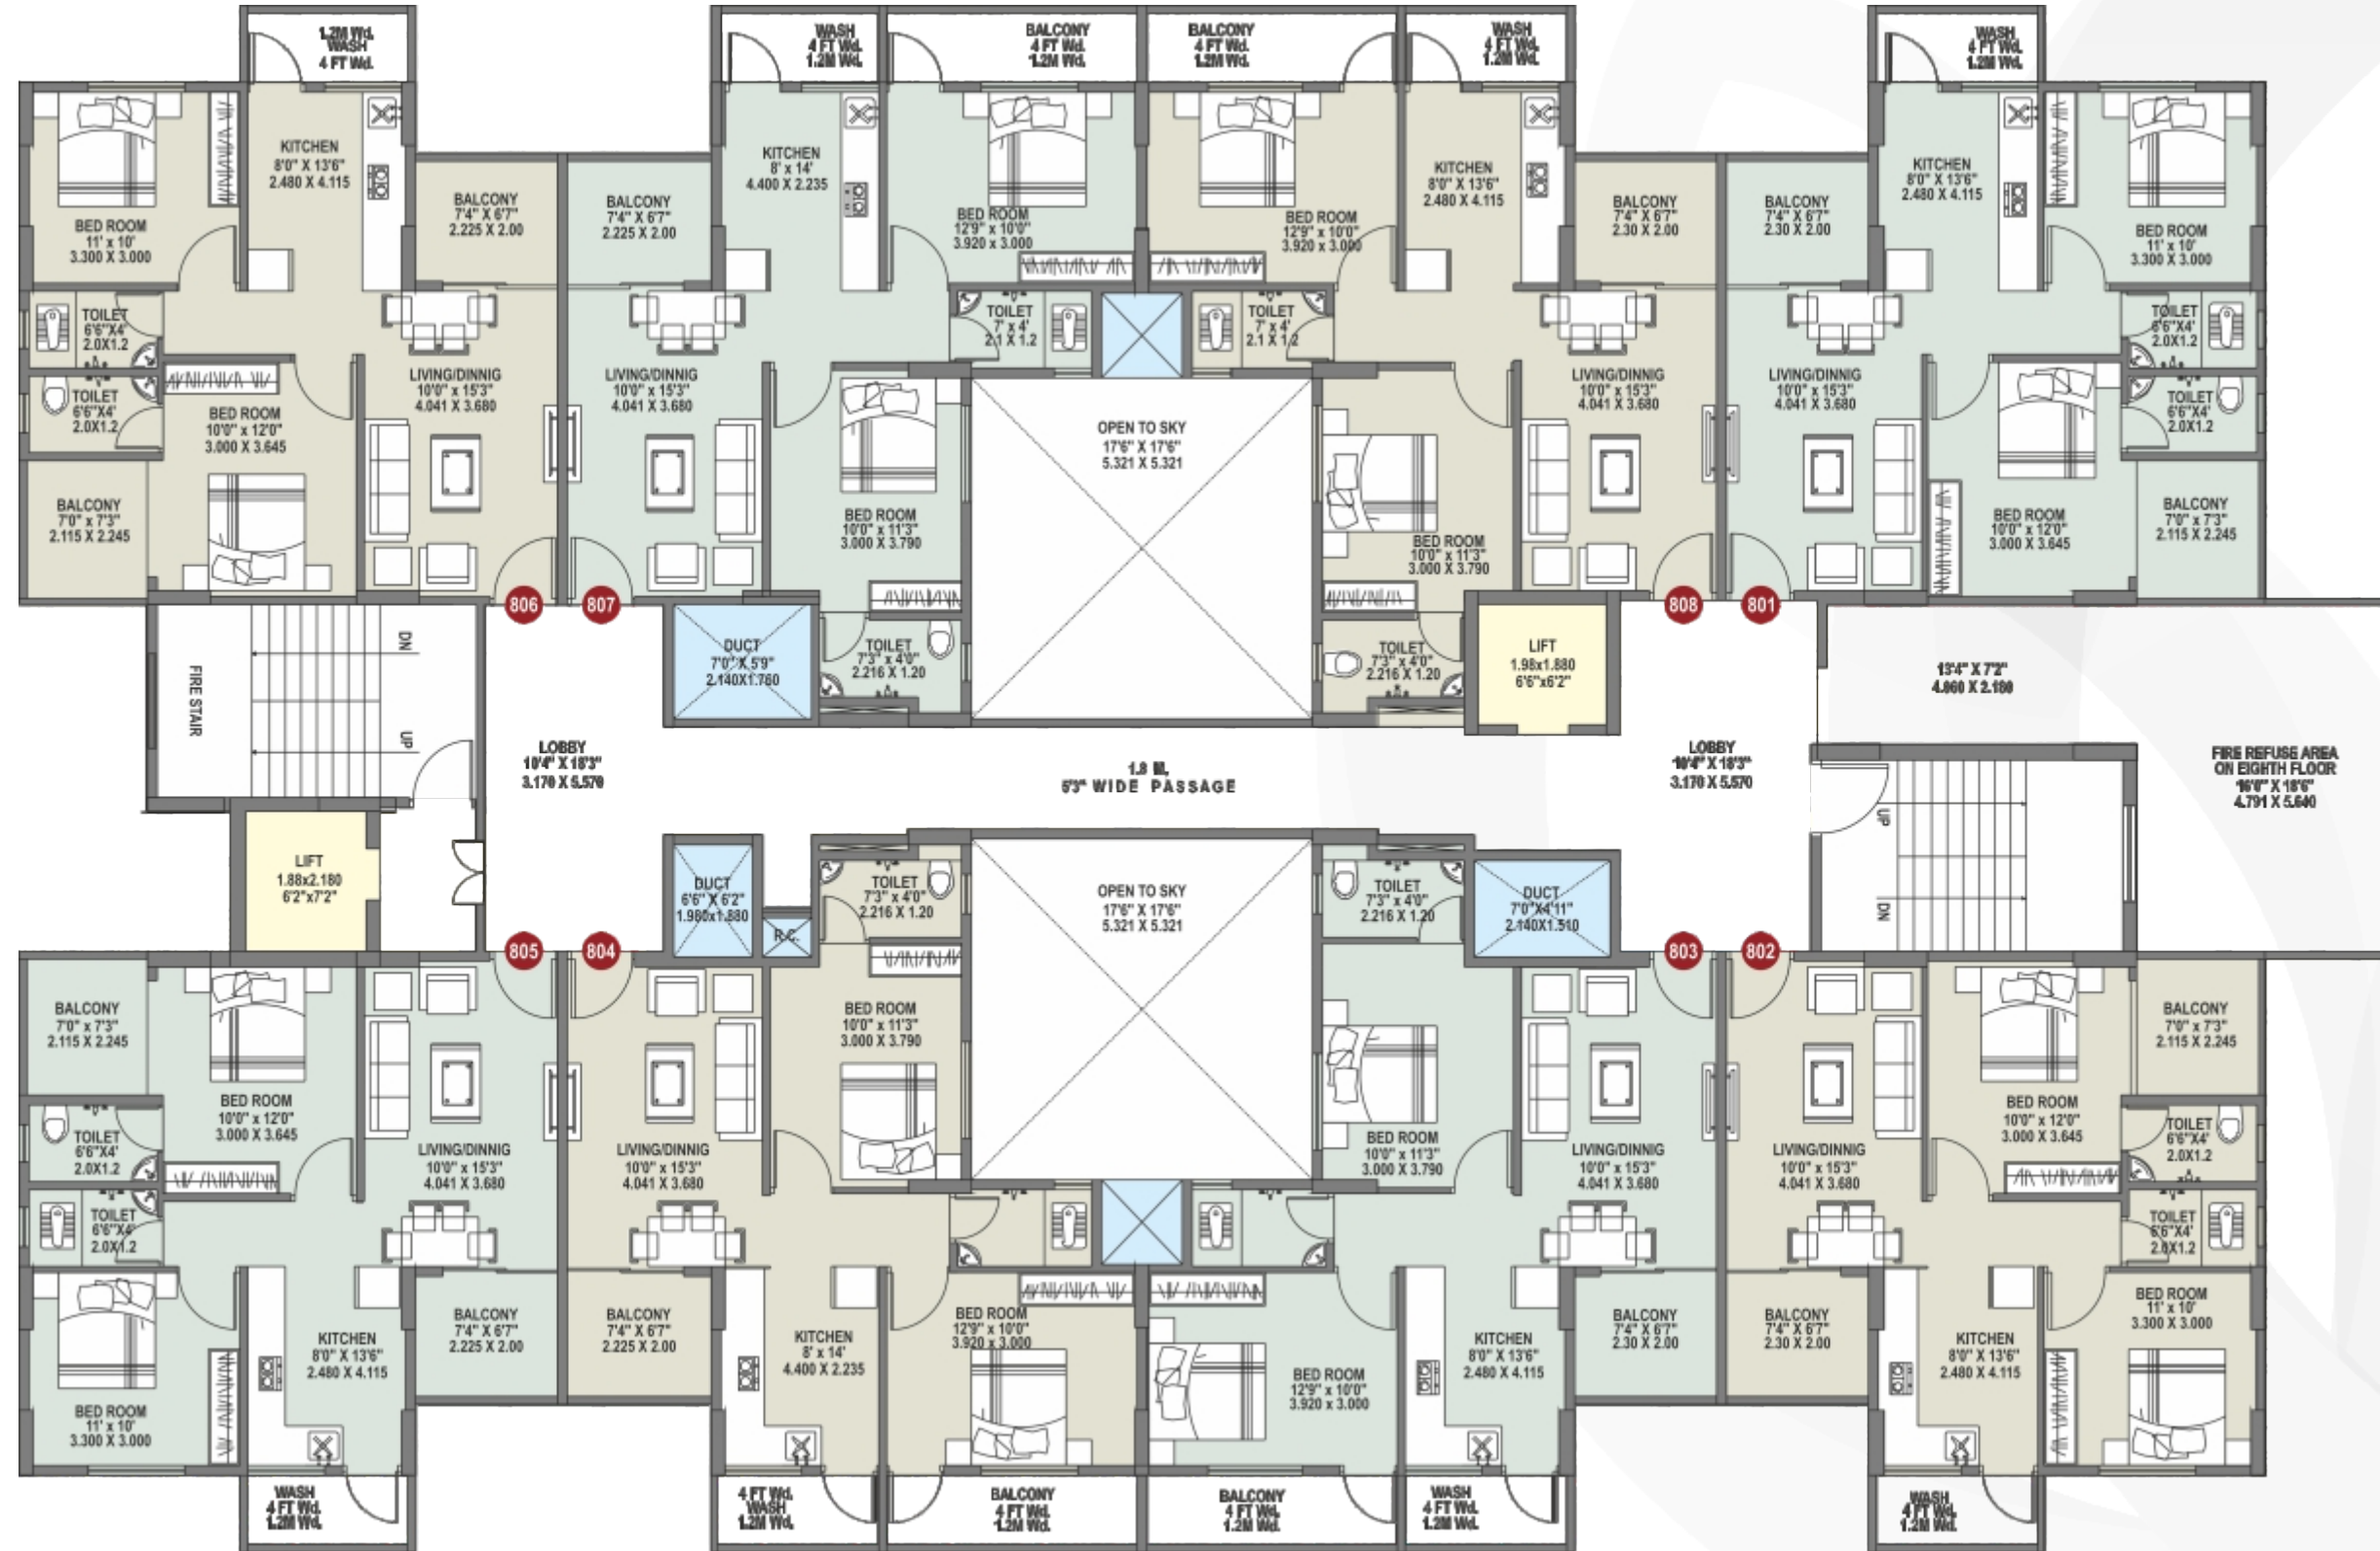 1.2M Wd.
WASH
4 FT Wd.
WASH
4 FT Wd.
1.2M Wd.
BALCONY
4 FT Wd.
1.2M Wd.
BALCONY
4 FT Wd.
1.2M Wd.
WASH
4 FT Wd.
1.2M Wd.
WASH
4 FT Wd.
1.2M Wd.
BED ROOM
11' x 10'
3.300 X 3.000
KITCHEN
8'0" X 13'6"
2.480 X 4.115
BALCONY
7'4" X 6'7"
2.225 X 2.00
BALCONY
7'4" X 6'7"
2.225 X 2.00
KITCHEN
8' x 14'
4.400 X 2.235
BED ROOM
12'9" x 10'0"
3.920 x 3.000
BED ROOM
12'9" x 10'0"
3.920 x 3.000
KITCHEN
8'0" X 13'6"
2.480 X 4.115
BALCONY
7'4" X 6'7"
2.30 X 2.00
BALCONY
7'4" X 6'7"
2.30 X 2.00
KITCHEN
8'0" X 13'6"
2.480 X 4.115
BED ROOM
11' x 10'
3.300 X 3.000
TOILET
6'6"X4'
2.0X1.2
TOILET
6'6"X4'
2.0X1.2
BED ROOM
10'0" x 12'0"
3.000 X 3.645
BALCONY
7'0" x 7'3"
2.115 X 2.245
LIVING/DINNIG
10'0" x 15'3"
4.041 X 3.680
LIVING/DINNIG
10'0" x 15'3"
4.041 X 3.680
TOILET
7' x 4'
2.1 X 1.2
BED ROOM
10'0" x 11'3"
3.000 X 3.790
OPEN TO SKY
17'6" X 17'6"
5.321 X 5.321
TOILET
7' x 4'
2.1 X 1.2
BED ROOM
10'0" x 11'3"
3.000 X 3.790
LIVING/DINNIG
10'0" x 15'3"
4.041 X 3.680
LIVING/DINNIG
10'0" x 15'3"
4.041 X 3.680
TOILET
6'6"X4'
2.0X1.2
TOILET
6'6"X4'
2.0X1.2
BED ROOM
10'0" x 12'0"
3.000 X 3.645
BALCONY
7'0" x 7'3"
2.115 X 2.245
806
807
808
801
FIRE STAIR
DN
UP
DUCT
7'0" X 5'9"
2.140X1.760
TOILET
7'3" x 4'0"
2.216 X 1.20
TOILET
7'3" x 4'0"
2.216 X 1.20
LIFT
1.98x1.880
6'6"x6'2"
13'4" X 7'2"
4.060 X 2.180
LOBBY
10'4" X 18'3"
3.170 X 5.570
1.8 M.
5'3" WIDE PASSAGE
LOBBY
10'4" X 18'3"
3.170 X 5.570
UP
DN
FIRE REFUSE AREA
ON EIGHTH FLOOR
16'0" X 18'6"
4.791 X 5.640
LIFT
1.88x2.180
6'2"x7'2"
DUCT
6'6" X 6'2"
1.980x1.880
R.C.
TOILET
7'3" x 4'0"
2.216 X 1.20
OPEN TO SKY
17'6" X 17'6"
5.321 X 5.321
TOILET
7'3" x 4'0"
2.216 X 1.20
DUCT
7'0"X4'11"
2.140X1.510
805
804
803
802
BALCONY
7'0" x 7'3"
2.115 X 2.245
BED ROOM
10'0" x 12'0"
3.000 X 3.645
TOILET
6'6"X4'
2.0X1.2
TOILET
6'6"X4'
2.0X1.2
LIVING/DINNIG
10'0" x 15'3"
4.041 X 3.680
LIVING/DINNIG
10'0" x 15'3"
4.041 X 3.680
BED ROOM
10'0" x 11'3"
3.000 X 3.790
BED ROOM
10'0" x 11'3"
3.000 X 3.790
LIVING/DINNIG
10'0" x 15'3"
4.041 X 3.680
LIVING/DINNIG
10'0" x 15'3"
4.041 X 3.680
BED ROOM
10'0" x 12'0"
3.000 X 3.645
BALCONY
7'0" x 7'3"
2.115 X 2.245
TOILET
6'6"X4'
2.0X1.2
TOILET
6'6"X4'
2.0X1.2
BED ROOM
11' x 10'
3.300 X 3.000
KITCHEN
8'0" X 13'6"
2.480 X 4.115
BALCONY
7'4" X 6'7"
2.225 X 2.00
BALCONY
7'4" X 6'7"
2.225 X 2.00
KITCHEN
8' x 14'
4.400 X 2.235
BED ROOM
12'9" x 10'0"
3.920 x 3.000
BED ROOM
12'9" x 10'0"
3.920 x 3.000
KITCHEN
8'0" X 13'6"
2.480 X 4.115
BALCONY
7'4" X 6'7"
2.30 X 2.00
BALCONY
7'4" X 6'7"
2.30 X 2.00
KITCHEN
8'0" X 13'6"
2.480 X 4.115
BED ROOM
11' x 10'
3.300 X 3.000
WASH
4 FT Wd.
1.2M Wd.
4 FT Wd.
WASH
1.2M Wd.
BALCONY
4 FT Wd.
1.2M Wd.
BALCONY
4 FT Wd.
1.2M Wd.
WASH
4 FT Wd.
1.2M Wd.
WASH
4 FT Wd.
1.2M Wd.